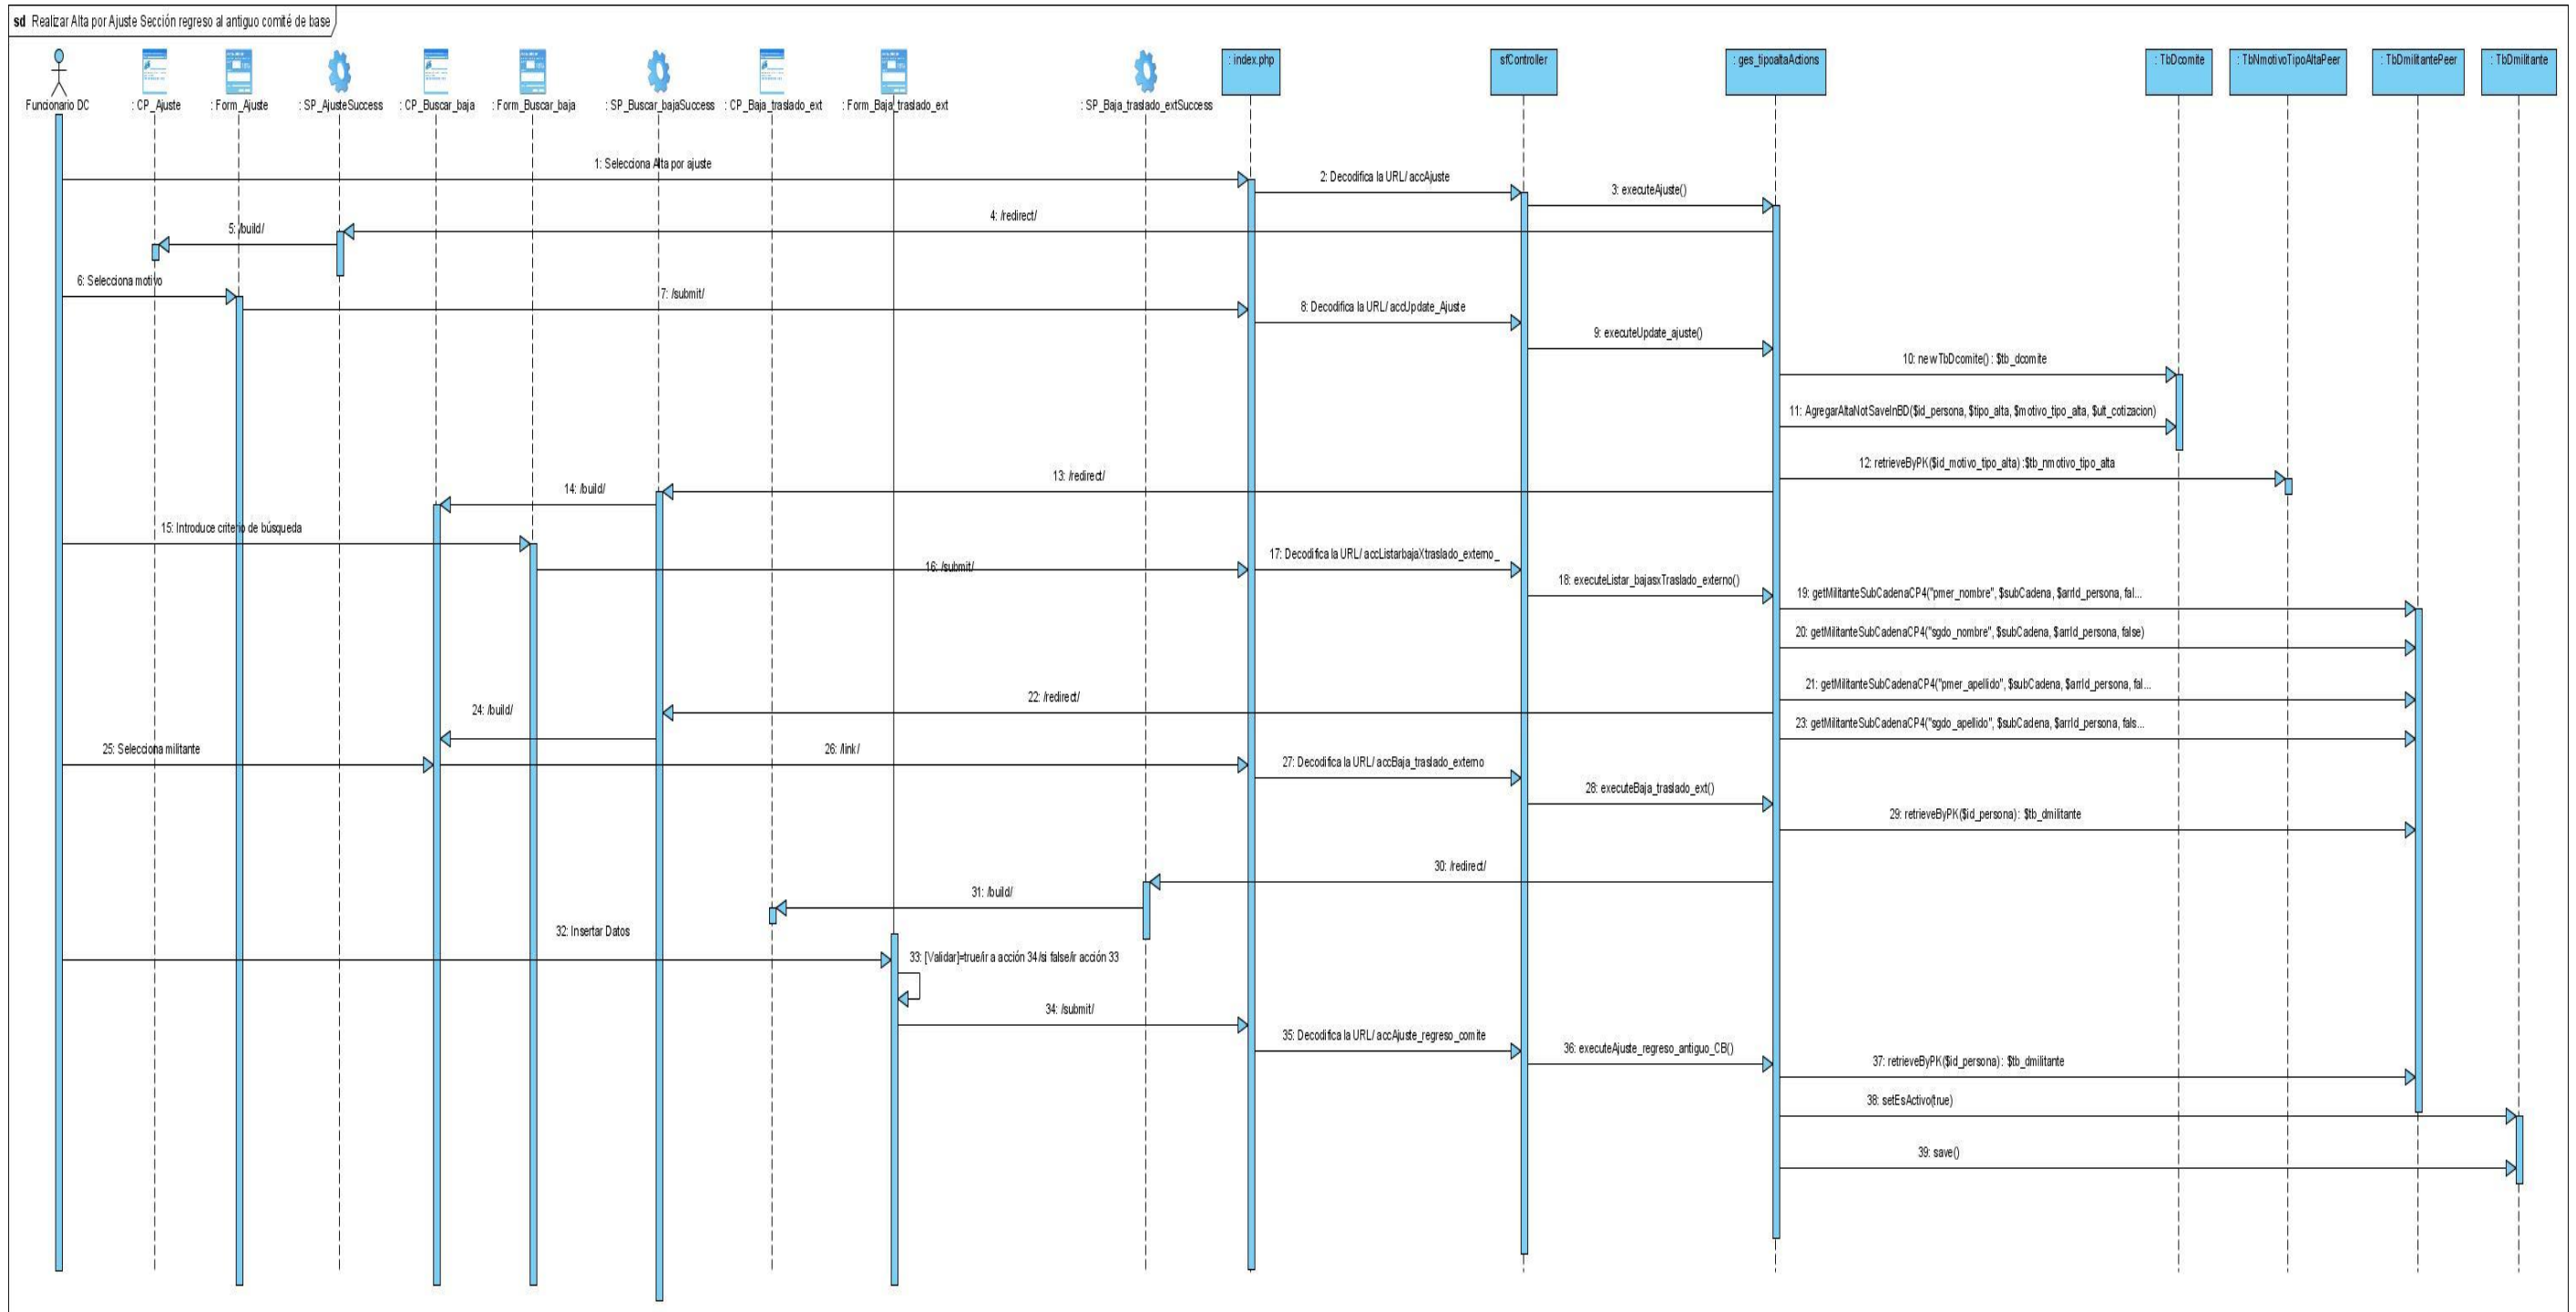 sd Realizar Alta por Ajuste Sección regreso al antiguo comité de base
Funcionario DC
: CP_Ajuste
: Form_Ajuste
: SP_AjusteSuccess
: CP_Buscar_baja
: Form_Buscar_baja
: SP_Buscar_bajaSuccess
: CP_Baja_traslado_ext
: Form_Baja_traslado_ext
: SP_Baja_traslado_extSuccess
: index.php
sfController
: ges_tipoaltaActions
: TbDcomite
: TbNmotivoTipoAltaPeer
: TbDmilitantePeer
: TbDmilitante
1: Selecciona Alta por ajuste
2: Decodifica la URL/ accAjuste
3: executeAjuste()
4: /redirect/
5: /build/
6: Selecciona motivo
7: /submit/
8: Decodifica la URL/ accUpdate_Ajuste
9: executeUpdate_ajuste()
10: new TbDcomite() : $tb_dcomite
11: AgregarAltaNotSaveInBD($id_persona, $tipo_alta, $motivo_tipo_alta, $ult_cotizacion)
12: retrieveByPK($id_motivo_tipo_alta) :$tb_nmotivo_tipo_alta
13: /redirect/
14: /build/
15: Introduce criterio de búsqueda
16: /submit/
17: Decodifica la URL/ accListarbajaXtraslado_externo_
18: executeListar_bajasxTraslado_externo()
19: getMilitanteSubCadenaCP4("pmer_nombre", $subCadena, $arrId_persona, fal...
20: getMilitanteSubCadenaCP4("sgdo_nombre", $subCadena, $arrId_persona, false)
21: getMilitanteSubCadenaCP4("pmer_apellido", $subCadena, $arrId_persona, fal...
22: /redirect/
23: getMilitanteSubCadenaCP4("sgdo_apellido", $subCadena, $arrId_persona, fals...
24: /build/
25: Selecciona militante
26: /link/
27: Decodifica la URL/ accBaja_traslado_externo
28: executeBaja_traslado_ext()
29: retrieveByPK($id_persona) : $tb_dmilitante
30: /redirect/
31: /build/
32: Insertar Datos
33: [Validar]=true/ir a acción 34/si false/ir acción 33
34: /submit/
35: Decodifica la URL/ accAjuste_regreso_comite
36: executeAjuste_regreso_antiguo_CB()
37: retrieveByPK($id_persona) : $tb_dmilitante
38: setEsActivo(true)
39: save()